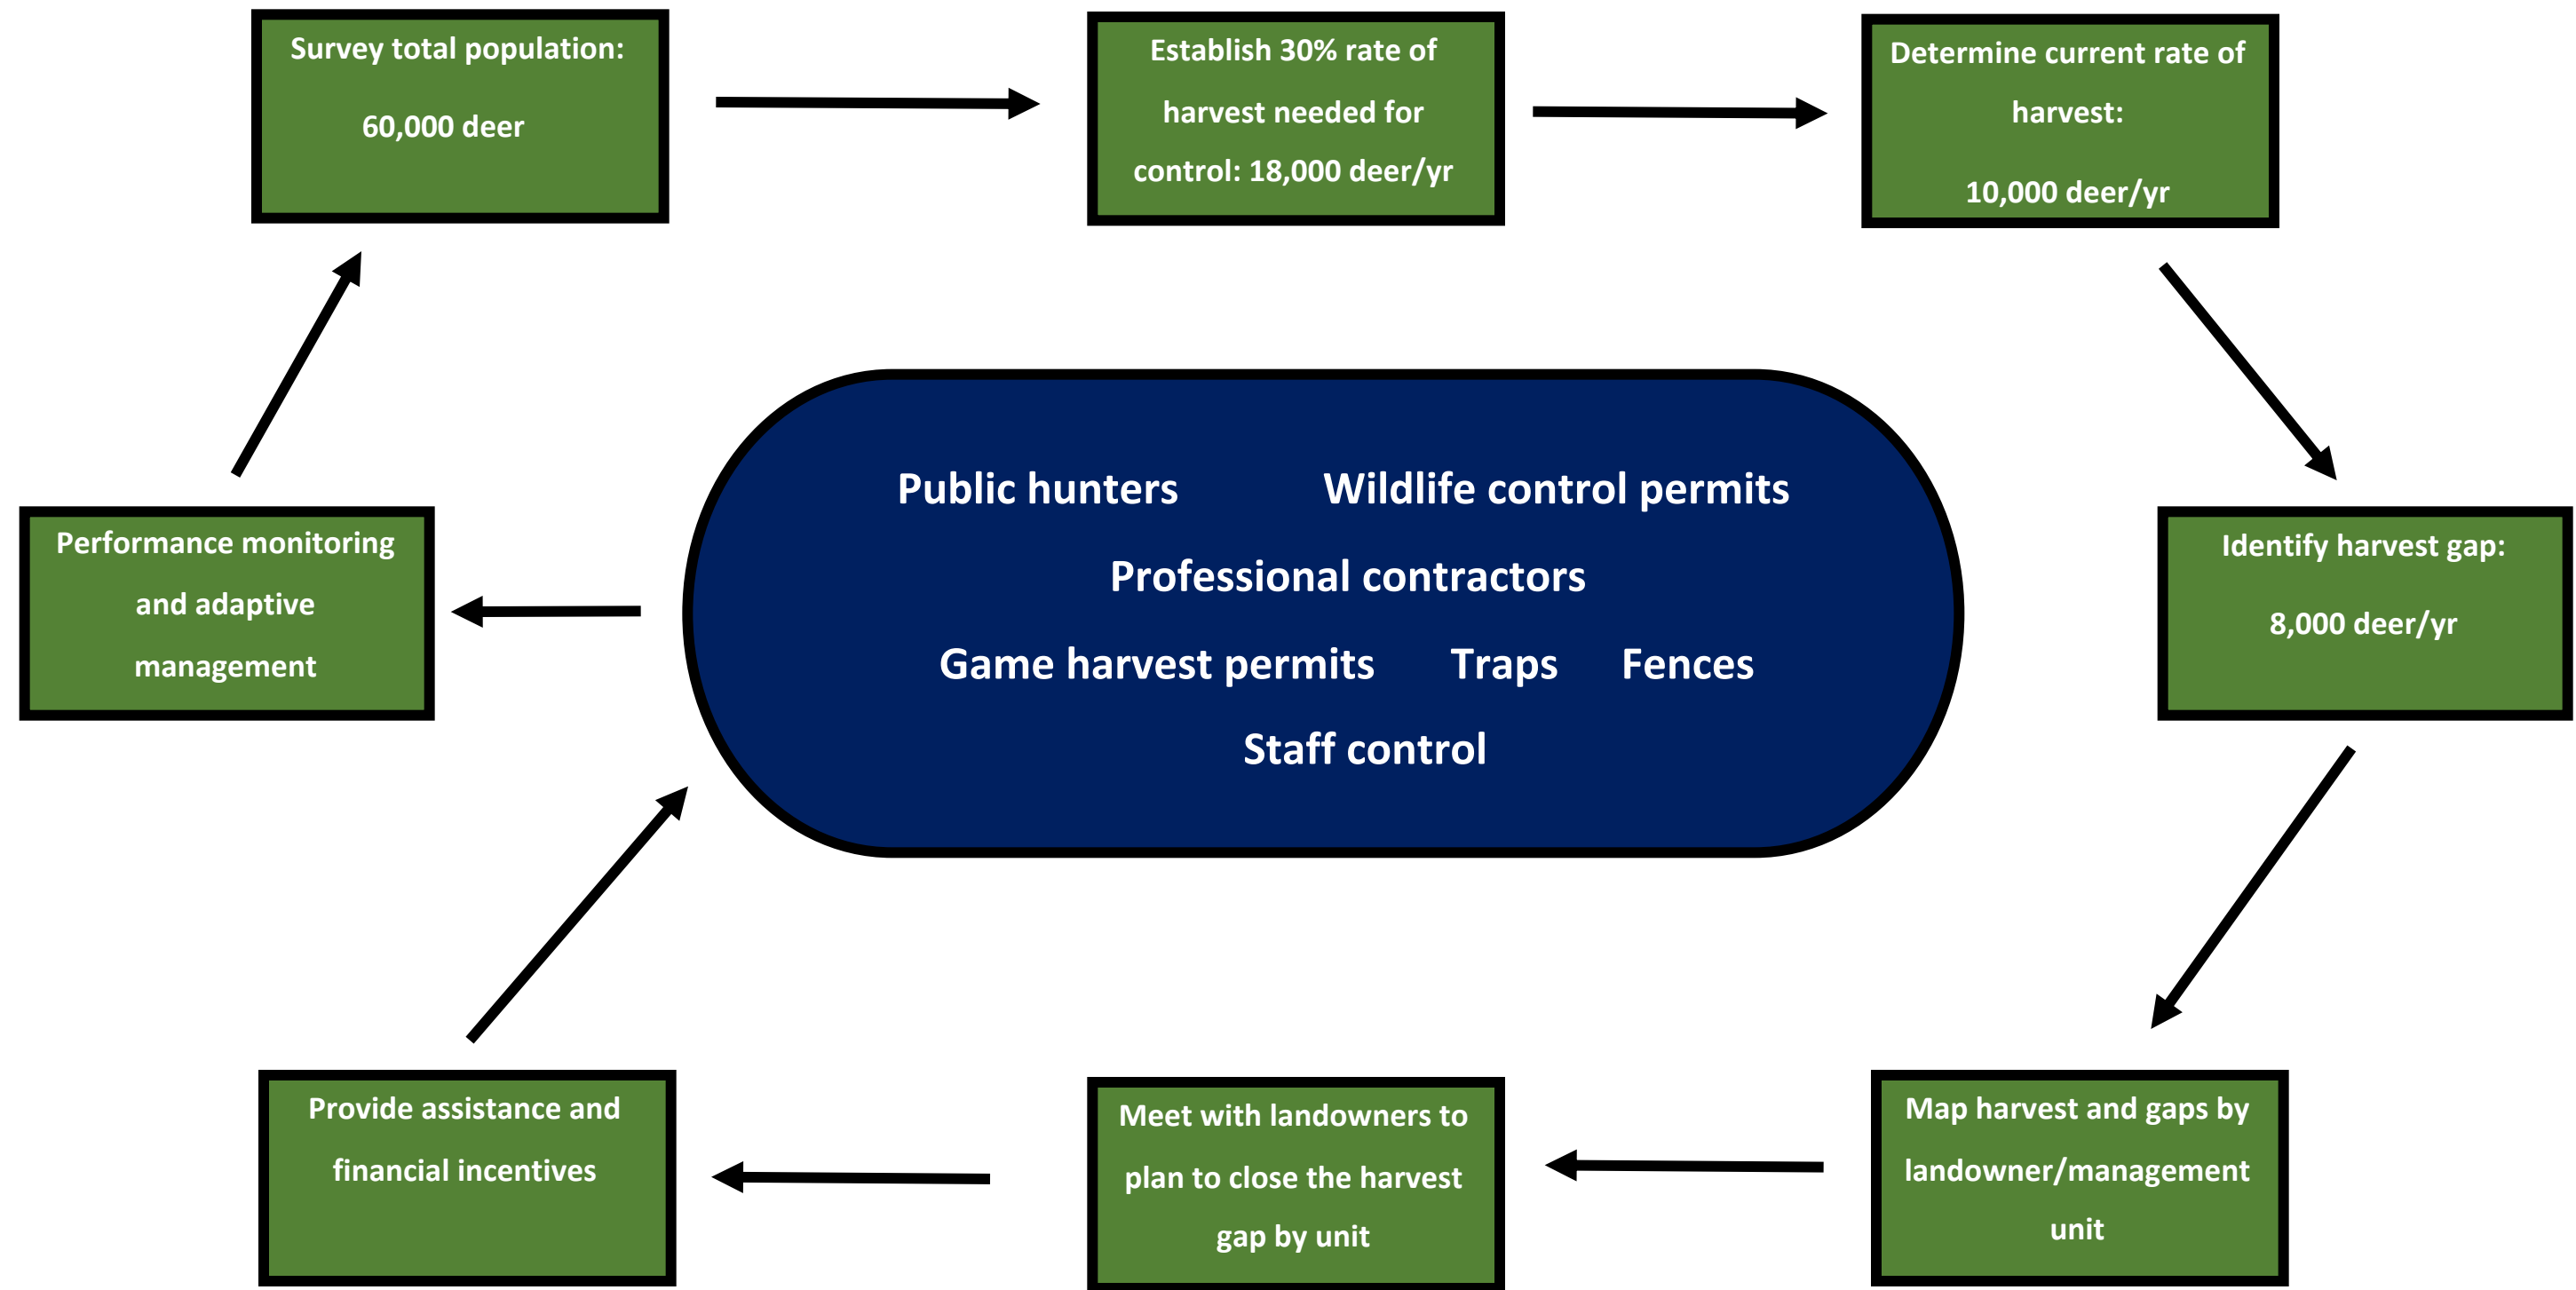 Survey total population:
60,000 deer
Establish 30% rate of
harvest needed for
control: 18,000 deer/yr
Determine current rate of
harvest:
10,000 deer/yr
Identify harvest gap:
8,000 deer/yr
Map harvest and gaps by
landowner/management
unit
Meet with landowners to
plan to close the harvest
gap by unit
Provide assistance and
financial incentives
Public hunters Wildlife control permits
Professional contractors
Game harvest permits Traps Fences
Staff control
Performance monitoring
and adaptive
management